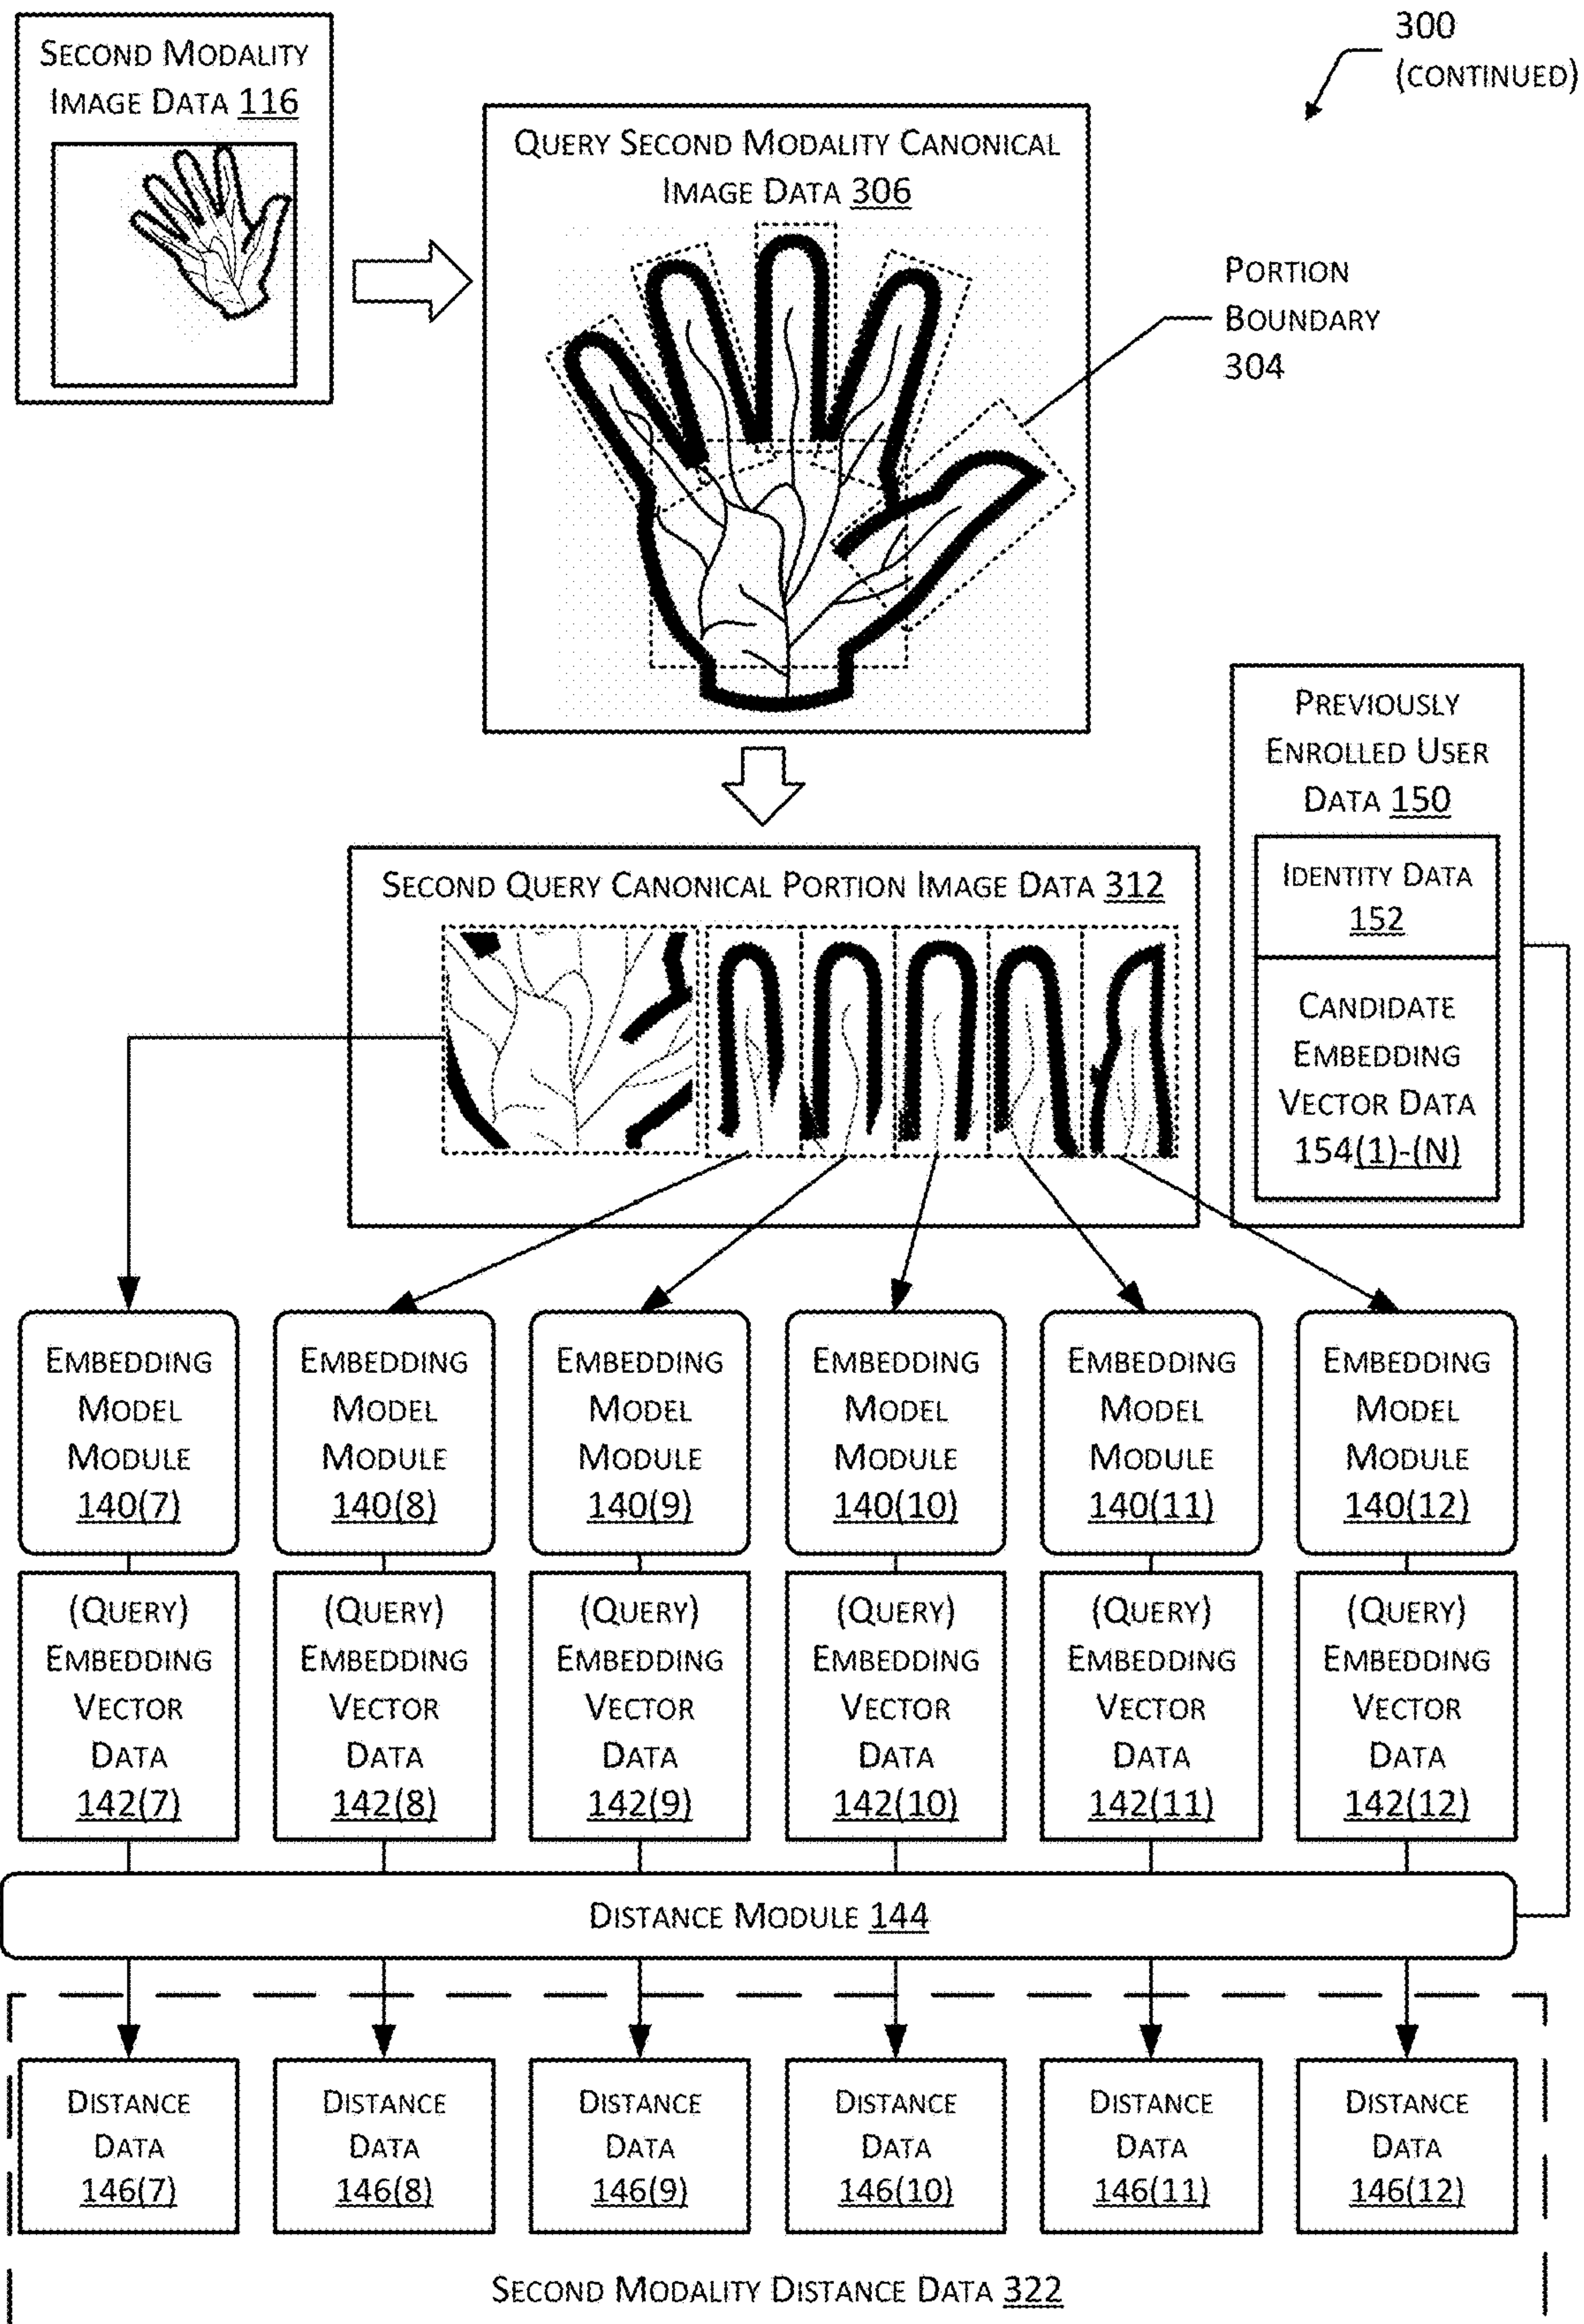 300
(CONTINUED)
SECOND MODALITY
IMAGE DATA 116
QUERY SECOND MODALITY CANONICAL
IMAGE DATA 306
PORTION
BOUNDARY
304
PREVIOUSLY
ENROLLED USER
DATA 150
IDENTITY DATA
152
CANDIDATE
EMBEDDING
VECTOR DATA
154(1)-(N)
SECOND QUERY CANONICAL PORTION IMAGE DATA 312
EMBEDDING
MODEL
MODULE
140(7)
EMBEDDING
MODEL
MODULE
140(8)
EMBEDDING
MODEL
MODULE
140(9)
EMBEDDING
MODEL
MODULE
140(10)
EMBEDDING
MODEL
MODULE
140(11)
EMBEDDING
MODEL
MODULE
140(12)
(QUERY)
EMBEDDING
VECTOR
DATA
142(7)
(QUERY)
EMBEDDING
VECTOR
DATA
142(8)
(QUERY)
EMBEDDING
VECTOR
DATA
142(9)
(QUERY)
EMBEDDING
VECTOR
DATA
142(10)
(QUERY)
EMBEDDING
VECTOR
DATA
142(11)
(QUERY)
EMBEDDING
VECTOR
DATA
142(12)
DISTANCE MODULE 144
DISTANCE
DATA
146(7)
DISTANCE
DATA
146(8)
DISTANCE
DATA
146(9)
DISTANCE
DATA
146(10)
DISTANCE
DATA
146(11)
DISTANCE
DATA
146(12)
SECOND MODALITY DISTANCE DATA 322